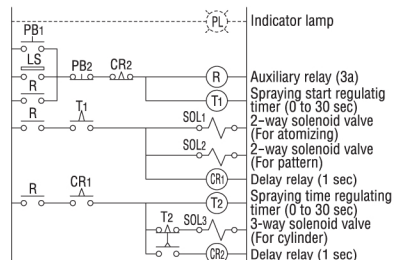 PL Indicator lamp
PB1
LS PB2 CR2
R R Auxiliary relay (3a)
T1 Spraying start regulatig
timer (0 to 30 sec)
R T1 SOL1 2-way solenoid valve
(For atomizing)
SOL2 2-way solenoid valve
(For pattern)
CR1 Delay relay (1 sec)
R CR1 T2 Spraying time regulating
timer (0 to 30 sec)
T2 SOL3 3-way solenoid valve
(For cylinder)
CR2 Delay relay (1 sec)